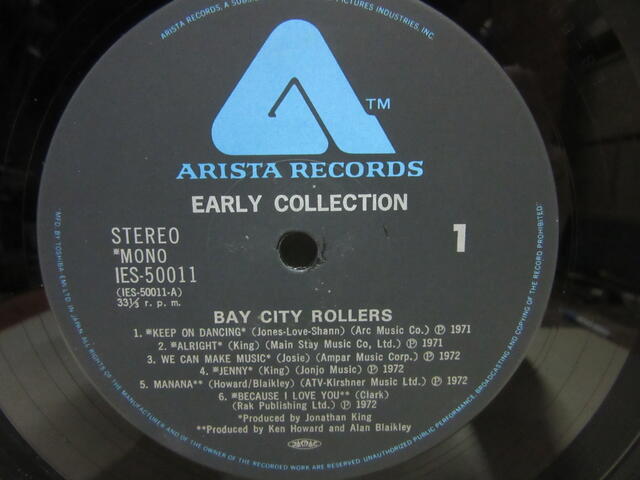 ARISTA RECORDS, A SUBSI PICTURES INDUSTRIES, INC.
TM
ARISTA RECORDS
EARLY COLLECTION
STEREO
*MONO
IES-50011
(IES-50011-A)
33⅓ r. p. m.
1
BAY CITY ROLLERS
1. *KEEP ON DANCING* (Jones-Love-Shann) (Arc Music Co.) Ⓟ 1971
2. *ALRIGHT* (King) (Main Stay Music Co, Ltd.) Ⓟ 1971
3. WE CAN MAKE MUSIC* (Josie) (Ampar Music Corp.) Ⓟ 1972
4. *JENNY* (King) (Jonjo Music) Ⓟ 1972
5. MANANA** (Howard/Blaikley) (ATV-Kirshner Music Ltd.) Ⓟ 1972
6. *BECAUSE I LOVE YOU** (Clark)
(Rak Publishing Ltd.) Ⓟ 1972
*Produced by Jonathan King
**Produced by Ken Howard and Alan Blaikley
MF'D BY TOSHIBA EMI LTD IN JAPAN. ALL RIGHTS OF THE MANUFACTURER AND OF THE OWNER OF THE RECORDED WORK ARE RESERVED. UNAUTHORIZED PUBLIC PERFORMANCE, BROADCASTING AND COPYING OF THE RECORD PROHIBITED